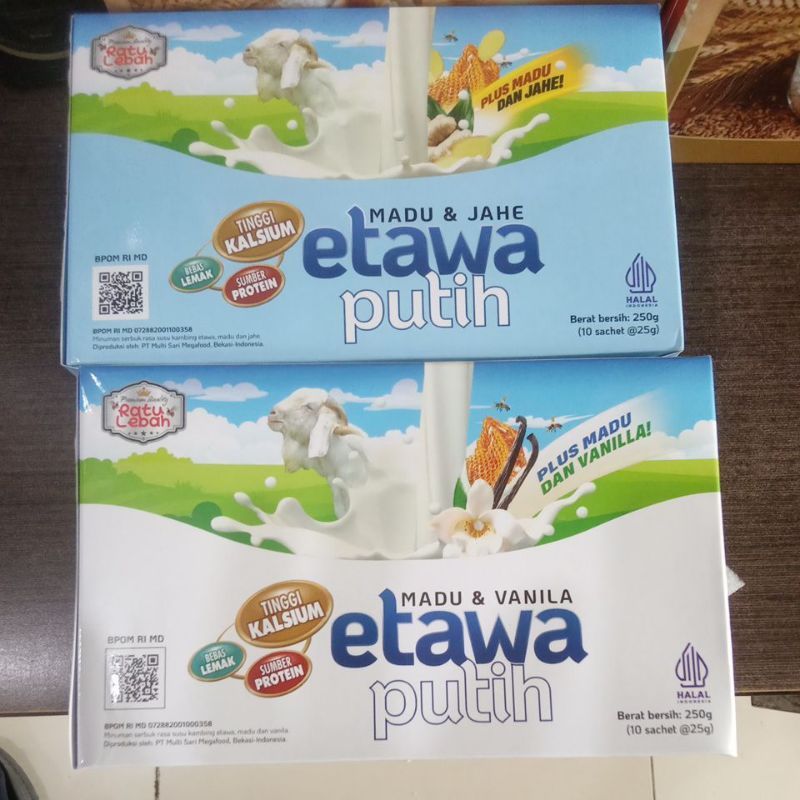 Premium Quality
Ratu
Lebah
PLUS MADU
DAN JAHE!
MADU & JAHE
etawa
putih
TINGGI
KALSIUM
BEBAS
LEMAK
SUMBER
PROTEIN
BPOM RI MD
HALAL
INDONESIA
BPOM RI MD 072882001100358
Minuman serbuk rasa susu kambing etawa, madu dan jahe
Diproduksi oleh: PT Multi Sari Megafood, Bekasi-Indonesia.
Berat bersih: 250g
(10 sachet @25g)
Premium Quality
Ratu
Lebah
PLUS MADU
DAN VANILLA!
MADU & VANILA
etawa
putih
TINGGI
KALSIUM
BEBAS
LEMAK
SUMBER
PROTEIN
BPOM RI MD
HALAL
INDONESIA
BPOM RI MD 072882001000358
Minuman serbuk rasa susu kambing etawa, madu dan vanila.
Diproduksi oleh: PT Multi Sari Megafood, Bekasi-Indonesia.
Berat bersih: 250g
(10 sachet @25g)